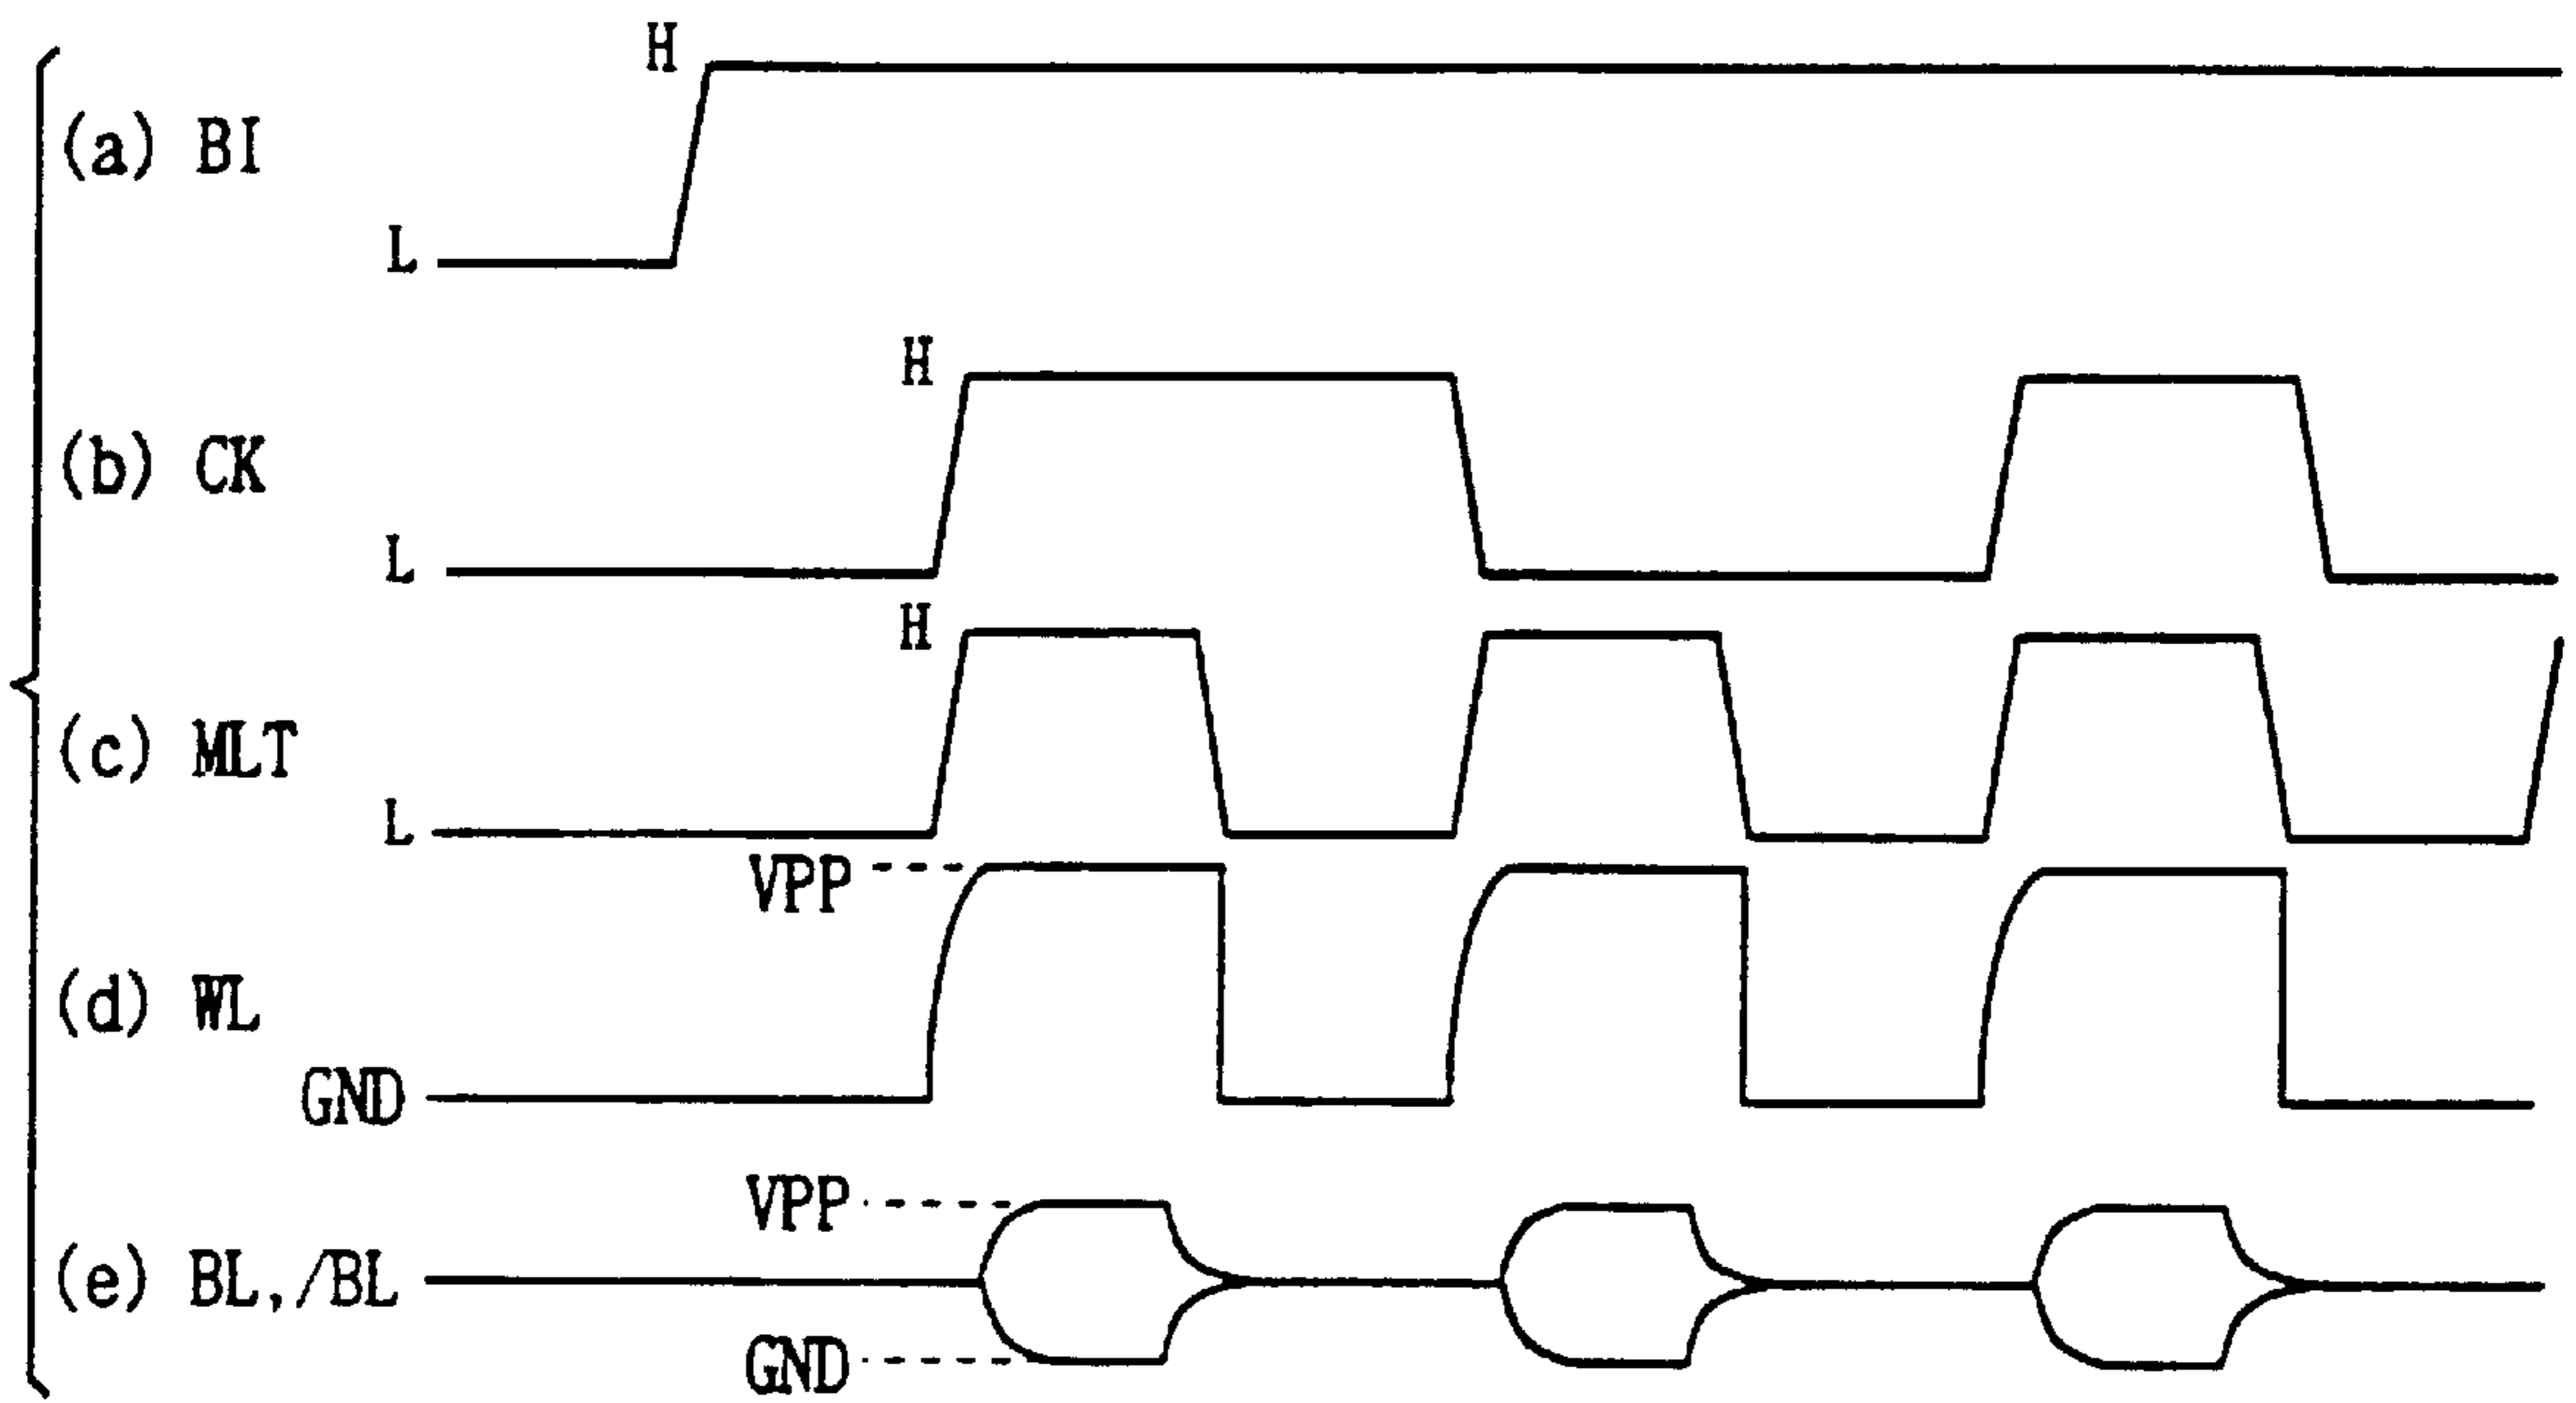 H
(a) BI
L
H
(b) CK
L
H
(c) MLT
L
VPP
(d) WL
GND
VPP
(e) BL,/BL
GND